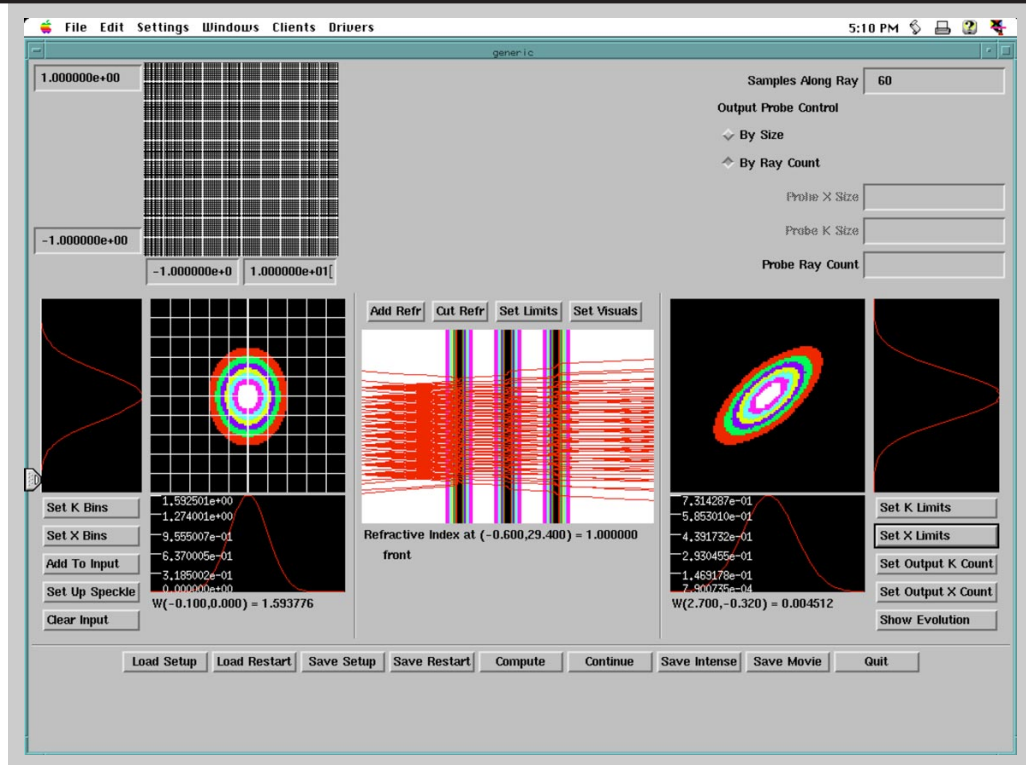 File Edit Settings Windows Clients Drivers 5:10 PM
generic
1.000000e+00
-1.000000e+00
-1.000000e+0 1.000000e+01[
Samples Along Ray 60
Output Probe Control
By Size
By Ray Count
Probe X Size
Probe K Size
Probe Ray Count
Add Refr Cut Refr Set Limits Set Visuals
Set K Bins
Set X Bins
Add To Input
Set Up Speckle
Clear Input
1.592501e+00
1.274001e+00
9.555007e-01
6.370005e-01
3.185002e-01
0.000000e+00
W(-0.100,0.000) = 1.593776
Refractive Index at (-0.600,29.400) = 1.000000
front
7.314287e-01
5.853010e-01
4.391732e-01
2.930455e-01
1.469178e-01
7.900735e-04
W(2.700,-0.320) = 0.004512
Set K Limits
Set X Limits
Set Output K Count
Set Output X Count
Show Evolution
Load Setup Load Restart Save Setup Save Restart Compute Continue Save Intense Save Movie Quit